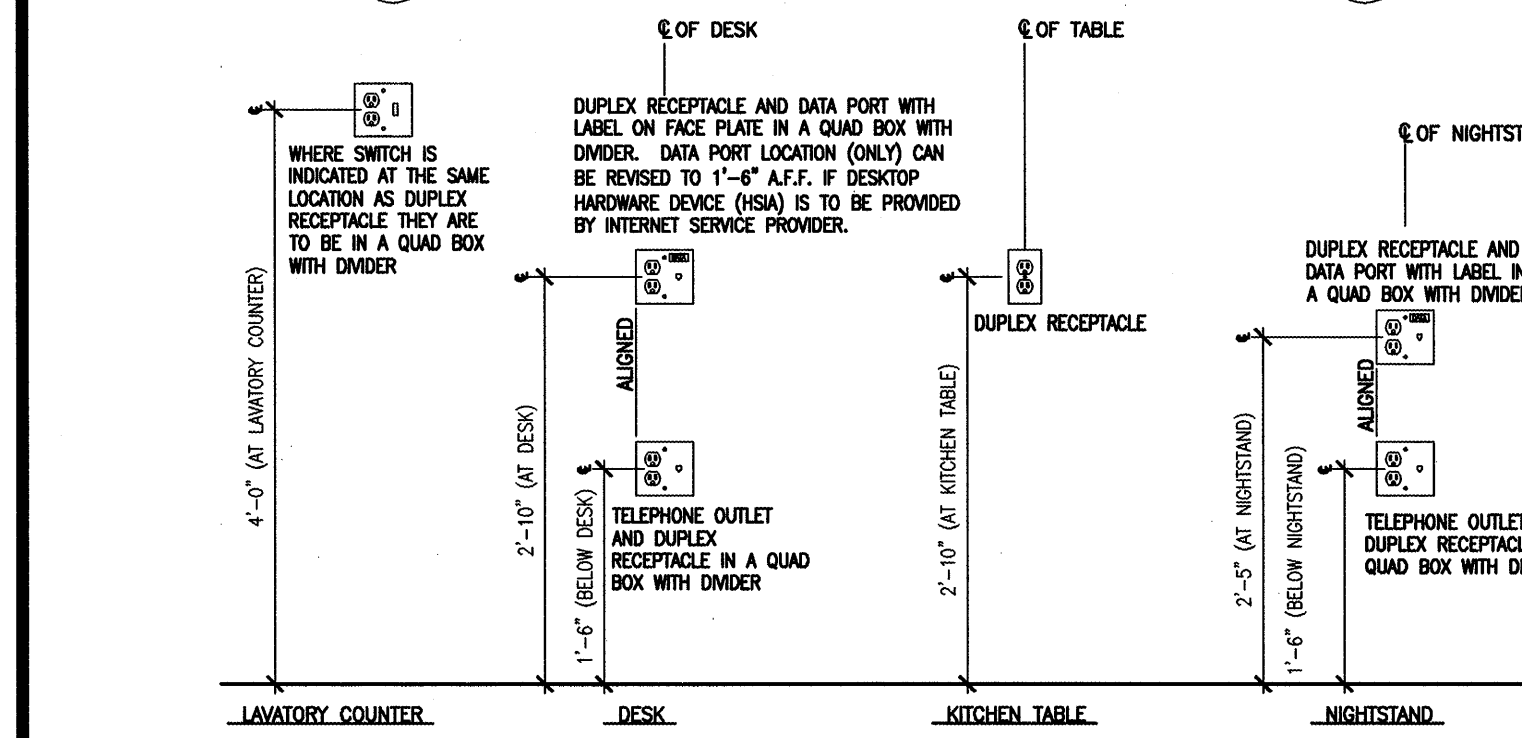 ℄ OF DESK
℄ OF TABLE
℄ OF NIGHTST
℄
WHERE SWITCH IS
INDICATED AT THE SAME
LOCATION AS DUPLEX
RECEPTACLE THEY ARE
TO BE IN A QUAD BOX
WITH DIVIDER
4'-0" (AT LAVATORY COUNTER)
LAVATORY COUNTER
DUPLEX RECEPTACLE AND DATA PORT WITH
LABEL ON FACE PLATE IN A QUAD BOX WITH
DIVIDER. DATA PORT LOCATION (ONLY) CAN
BE REVISED TO 1'-6" A.F.F. IF DESKTOP
HARDWARE DEVICE (HSIA) IS TO BE PROVIDED
BY INTERNET SERVICE PROVIDER.
℄
ALIGNED
2'-10" (AT DESK)
℄
1'-6" (BELOW DESK)
TELEPHONE OUTLET
AND DUPLEX
RECEPTACLE IN A QUAD
BOX WITH DIVIDER
DESK
℄
DUPLEX RECEPTACLE
2'-10" (AT KITCHEN TABLE)
KITCHEN TABLE
DUPLEX RECEPTACLE AND
DATA PORT WITH LABEL IN
A QUAD BOX WITH DIVIDE
℄
ALIGNED
2'-5" (AT NIGHTSTAND)
℄
1'-6" (BELOW NIGHTSTAND)
TELEPHONE OUTLET
DUPLEX RECEPTACL
QUAD BOX WITH DI
NIGHTSTAND